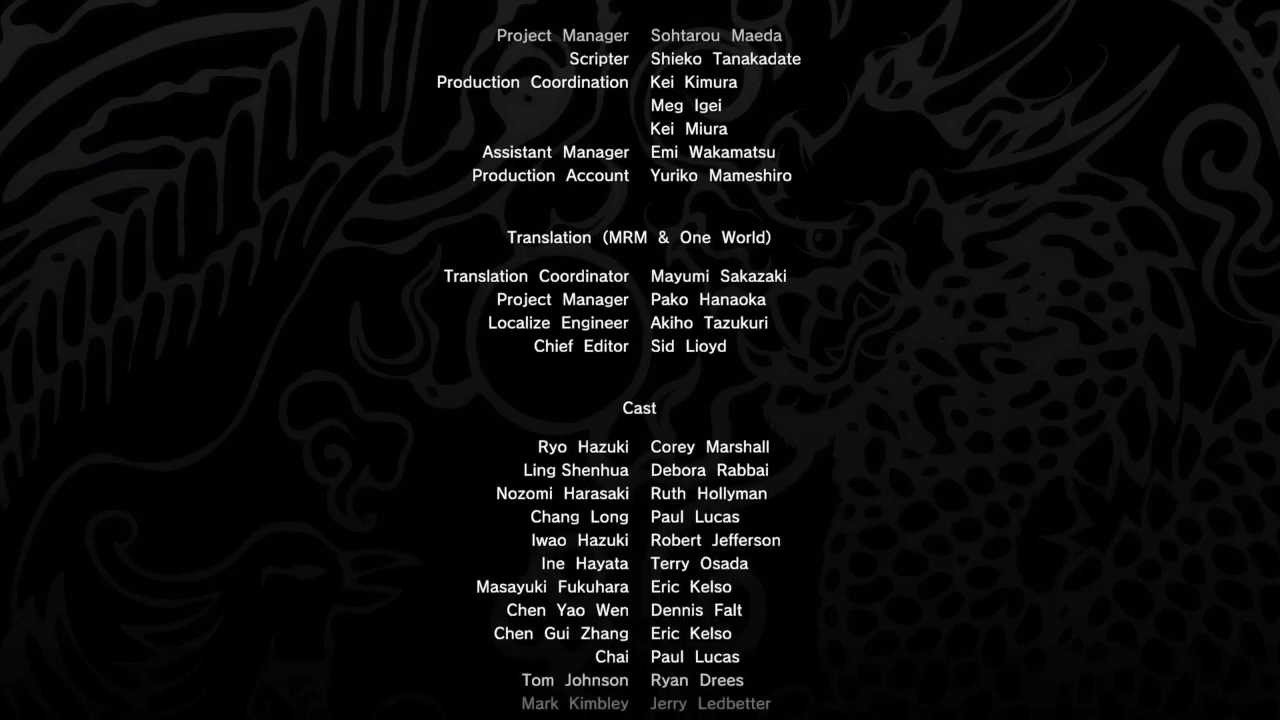 Project Manager Sohtarou Maeda
Scripter Shieko Tanakadate
Production Coordination Kei Kimura
Meg Igei
Kei Miura
Assistant Manager Emi Wakamatsu
Production Account Yuriko Mameshiro
Translation (MRM & One World)
Translation Coordinator Mayumi Sakazaki
Project Manager Pako Hanaoka
Localize Engineer Akiho Tazukuri
Chief Editor Sid Lioyd
Cast
Ryo Hazuki Corey Marshall
Ling Shenhua Debora Rabbai
Nozomi Harasaki Ruth Hollyman
Chang Long Paul Lucas
Iwao Hazuki Robert Jefferson
Ine Hayata Terry Osada
Masayuki Fukuhara Eric Kelso
Chen Yao Wen Dennis Falt
Chen Gui Zhang Eric Kelso
Chai Paul Lucas
Tom Johnson Ryan Drees
Mark Kimbley Jerry Ledbetter